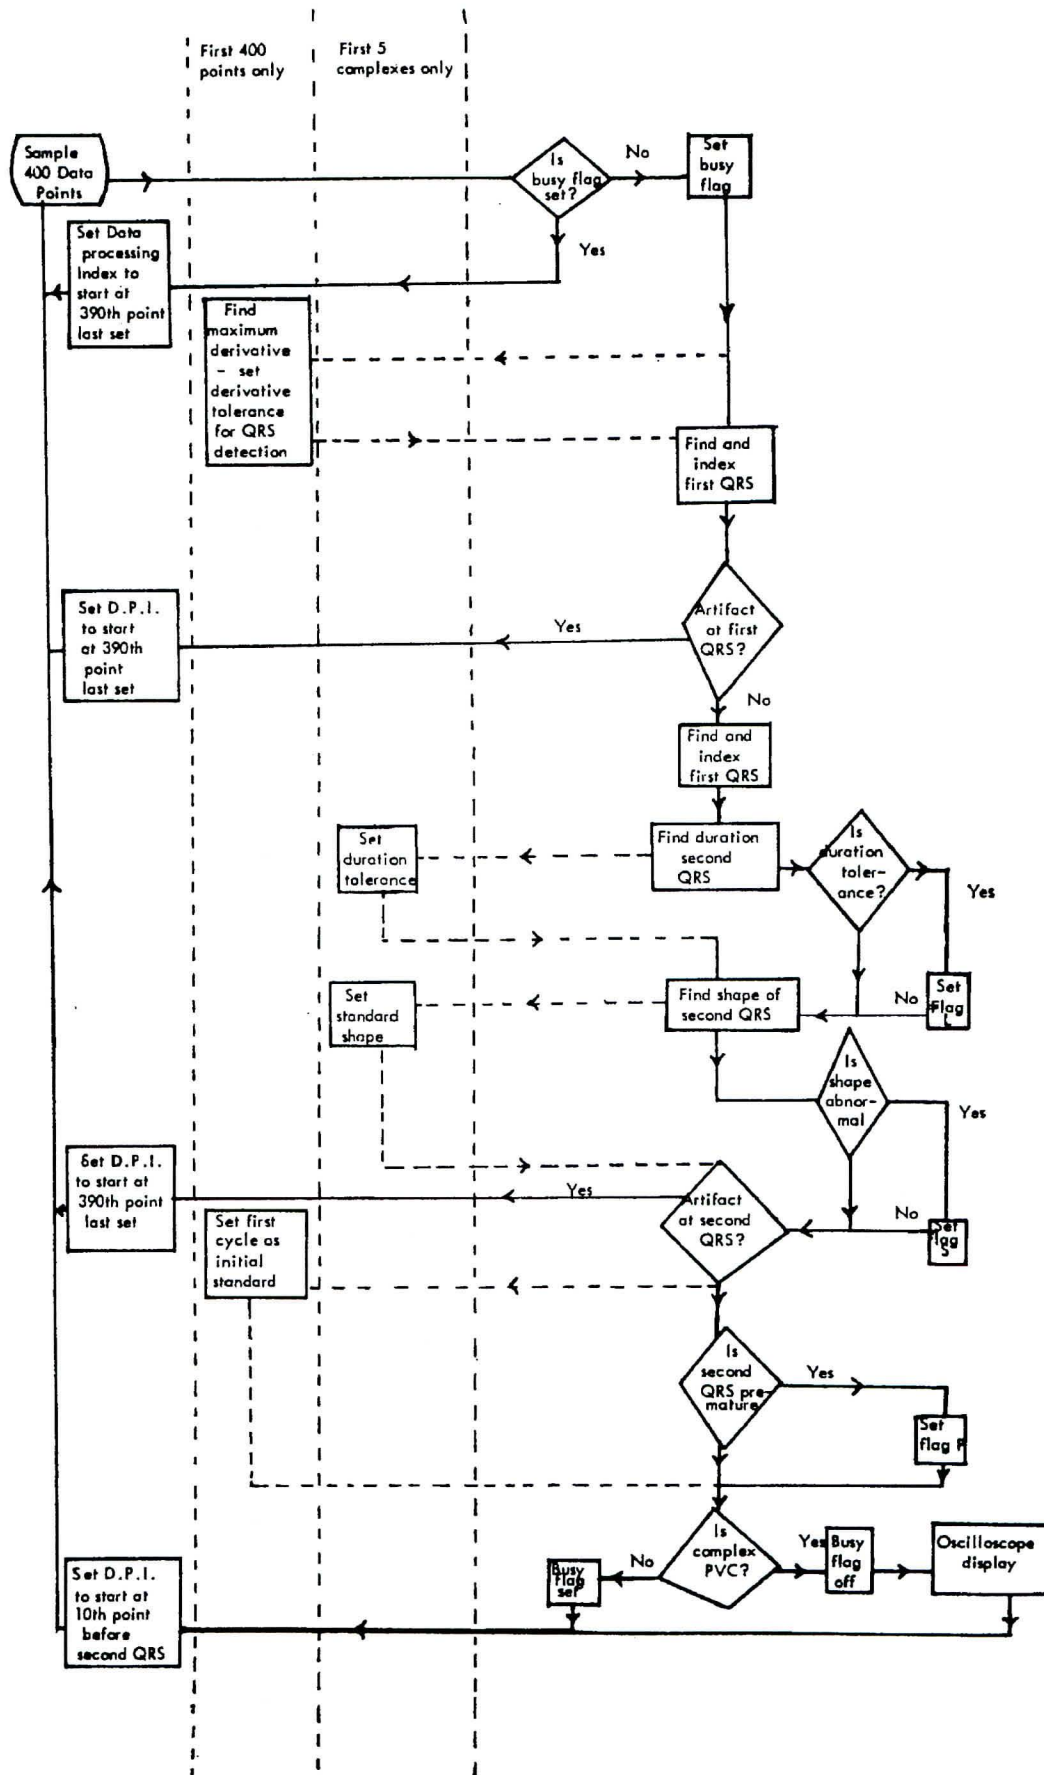 First 400
points only
First 5
complexes only
Sample
400 Data
Points
Is
busy flag
set?
No
Set
busy
flag
Yes
Set Data
processing
Index to
start at
390th point
last set
Find
maximum
derivative
- set
derivative
tolerance
for QRS
detection
Find and
index
first QRS
Artifact
at first
QRS?
Yes
No
Set D.P.I.
to start
at 390th
point
last set
Find and
index
first QRS
Set
duration
tolerance
Find duration
second
QRS
Is
duration
toler-
ance?
Yes
No
Set
Flag
L
Set
standard
shape
Find shape of
second QRS
Is
shape
abnor-
mal
Yes
No
Set
flag
S
Set D.P.I.
to start at
390th point
last set
Yes
Artifact
at second
QRS?
Set first
cycle as
initial
standard
Is
second
QRS pre-
mature
Yes
Set
flag P
Is
complex
PVC?
No
Busy
flag
set
Yes
Busy
flag
off
Oscilloscope
display
Set D.P.I.
to start at
10th point
before
second QRS